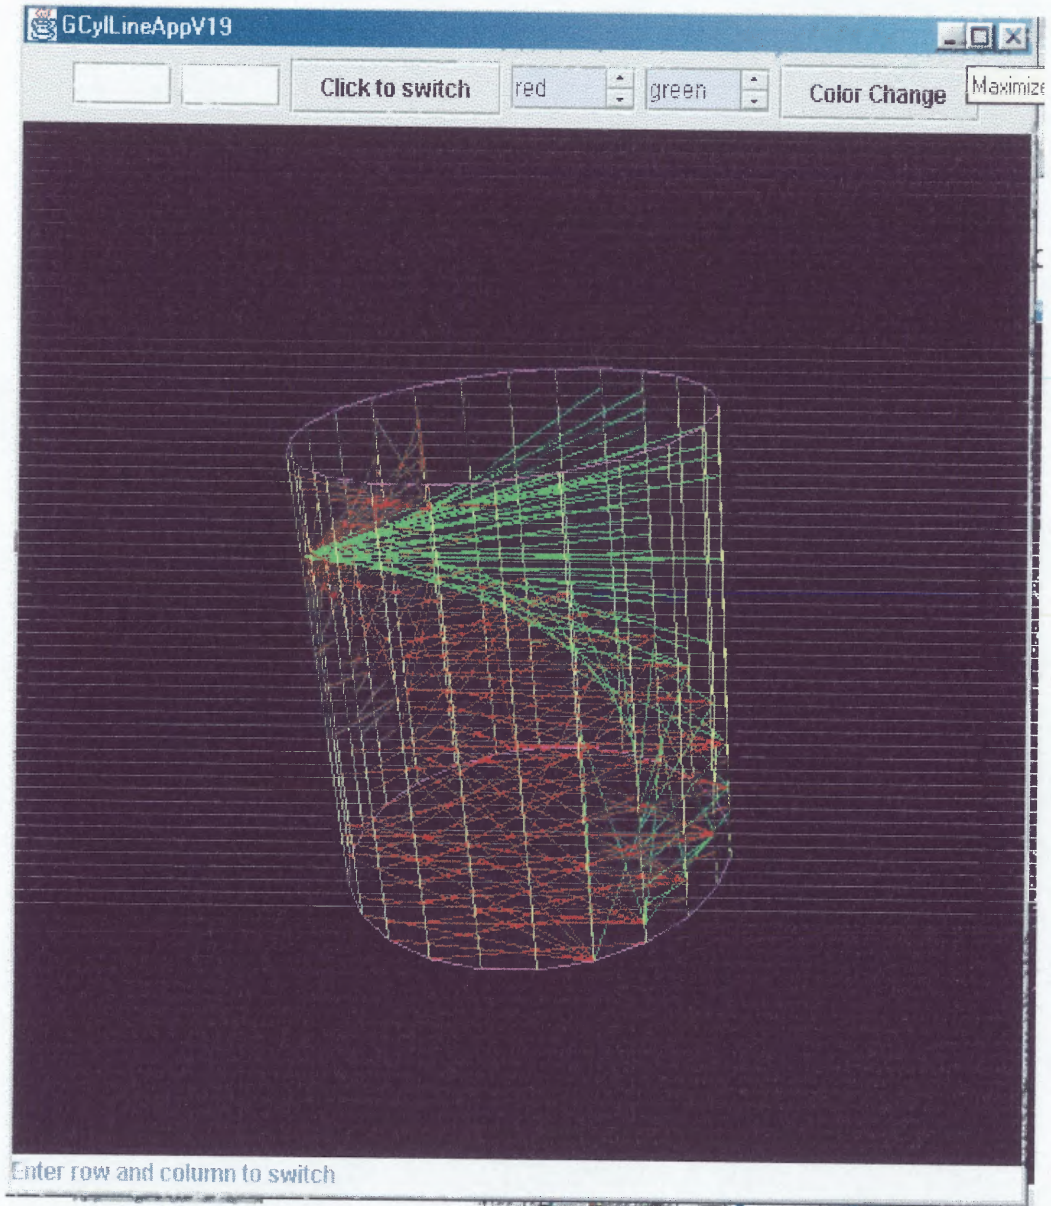 GCylLineAppV19
Click to switch red green Color Change Maximize
Enter row and column to switch